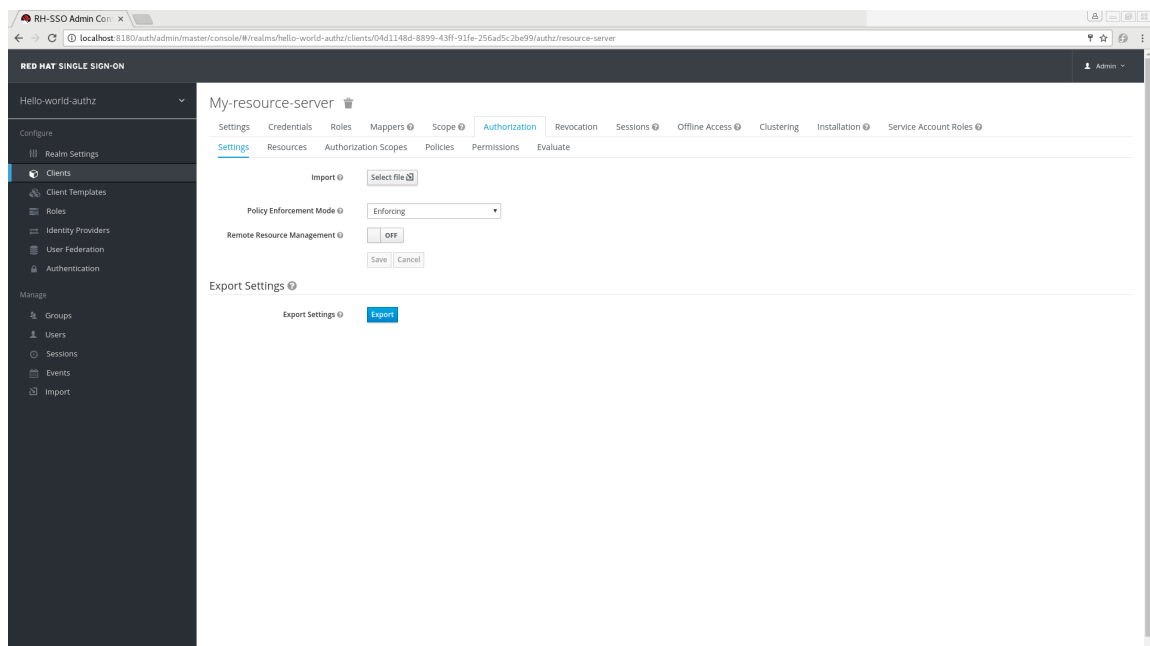 RH-SSO Admin Con
localhost:8180/auth/admin/master/console/#/realms/hello-world-authz/clients/04d1148d-8899-43ff-91fe-256ad5c2be99/authz/resource-server
RED HAT SINGLE SIGN-ON
Admin
Hello-world-authz
Configure
Realm Settings
Clients
Client Templates
Roles
Identity Providers
User Federation
Authentication
Manage
Groups
Users
Sessions
Events
Import
My-resource-server
Settings Credentials Roles Mappers Scope Authorization Revocation Sessions Offline Access Clustering Installation Service Account Roles
Settings Resources Authorization Scopes Policies Permissions Evaluate
Import Select file
Policy Enforcement Mode Enforcing
Remote Resource Management OFF
Save Cancel
Export Settings
Export Settings Export